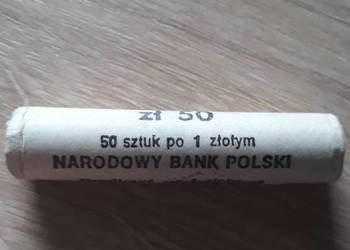 zł 50
50 sztuk po 1 złotym
NARODOWY BANK POLSKI